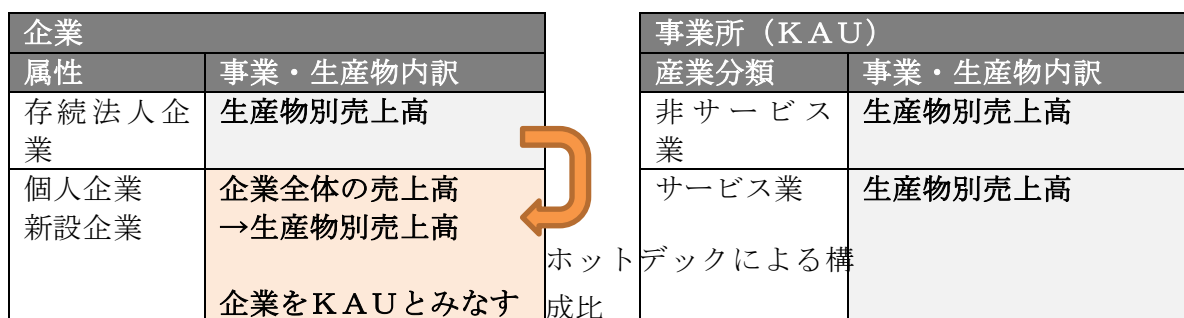 企業
属性 事業・生産物内訳
存続法人企
業
生産物別売上高
個人企業
新設企業
企業全体の売上高
→生産物別売上高
企業をKAUとみなす
ホットデックによる構
成比
事業所（KAU）
産業分類 事業・生産物内訳
非サービス
業
生産物別売上高
サービス業 生産物別売上高